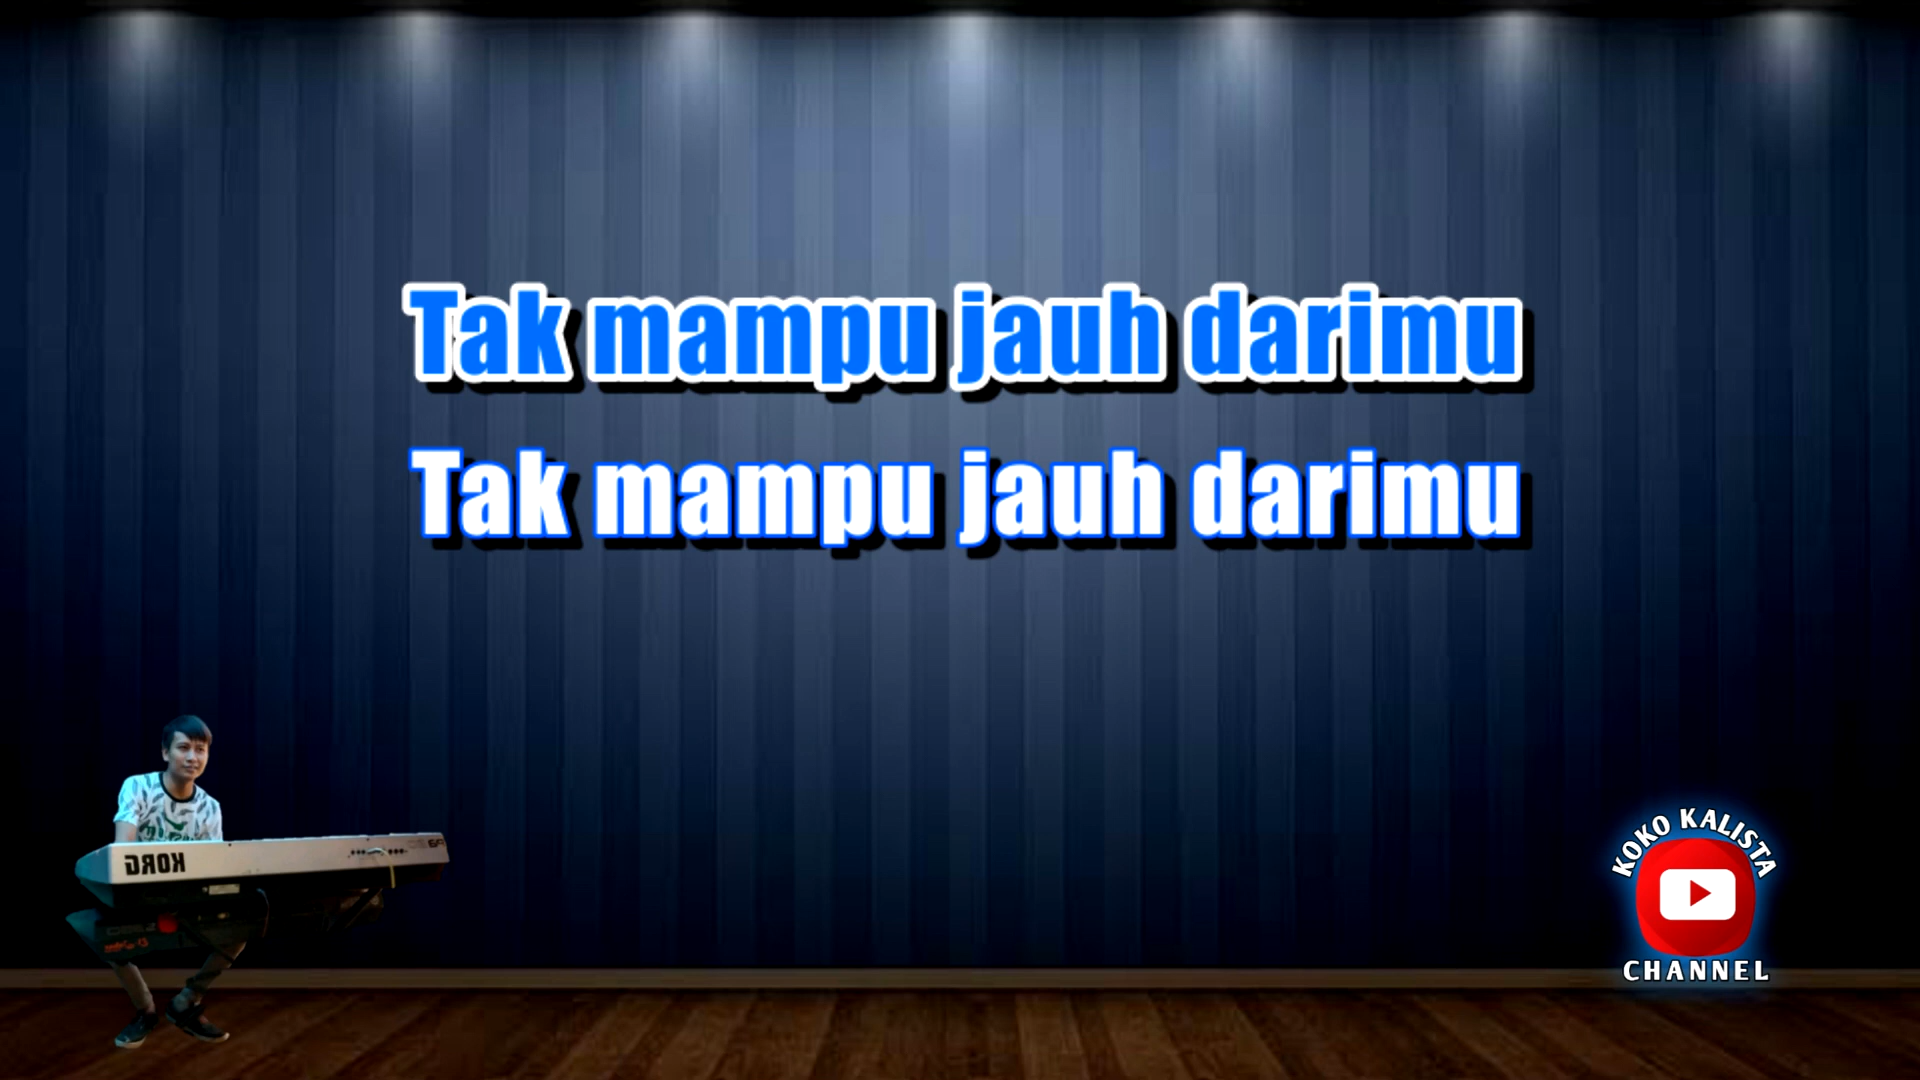 Tak mampu jauh darimu
Tak mampu jauh darimu
KORG
KOKO KALISTA
CHANNEL